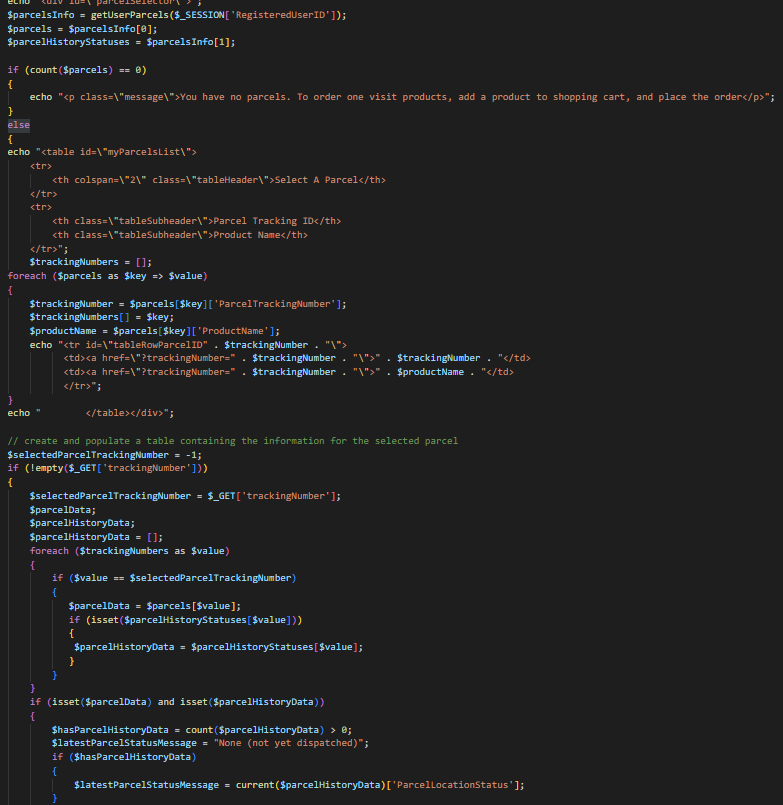 echo "<div id=\"parcelSelector\">";
$parcelsInfo = getUserParcels($_SESSION['RegisteredUserID']);
$parcels = $parcelsInfo[0];
$parcelHistoryStatuses = $parcelsInfo[1];
if (count($parcels) == 0)
{
echo "<p class=\"message\">You have no parcels. To order one visit products, add a product to shopping cart, and place the order</p>";
}
else
{
echo "<table id=\"myParcelsList\">
<tr>
<th colspan=\"2\" class=\"tableHeader\">Select A Parcel</th>
</tr>
<tr>
<th class=\"tableSubheader\">Parcel Tracking ID</th>
<th class=\"tableSubheader\">Product Name</th>
</tr>";
$trackingNumbers = [];
foreach ($parcels as $key => $value)
{
$trackingNumber = $parcels[$key]['ParcelTrackingNumber'];
$trackingNumbers[] = $key;
$productName = $parcels[$key]['ProductName'];
echo "<tr id=\"tableRowParcelID" . $trackingNumber . "\">
<td><a href=\"?trackingNumber=" . $trackingNumber . "\">" . $trackingNumber . "</td>
<td><a href=\"?trackingNumber=" . $trackingNumber . "\">" . $productName . "</td>
</tr>";
}
echo "        </table></div>";
// create and populate a table containing the information for the selected parcel
$selectedParcelTrackingNumber = -1;
if (!empty($_GET['trackingNumber']))
{
$selectedParcelTrackingNumber = $_GET['trackingNumber'];
$parcelData;
$parcelHistoryData;
$parcelHistoryData = [];
foreach ($trackingNumbers as $value)
{
if ($value == $selectedParcelTrackingNumber)
{
$parcelData = $parcels[$value];
if (isset($parcelHistoryStatuses[$value]))
{
$parcelHistoryData = $parcelHistoryStatuses[$value];
}
}
}
if (isset($parcelData) and isset($parcelHistoryData))
{
$hasParcelHistoryData = count($parcelHistoryData) > 0;
$latestParcelStatusMessage = "None (not yet dispatched)";
if ($hasParcelHistoryData)
{
$latestParcelStatusMessage = current($parcelHistoryData)['ParcelLocationStatus'];
}